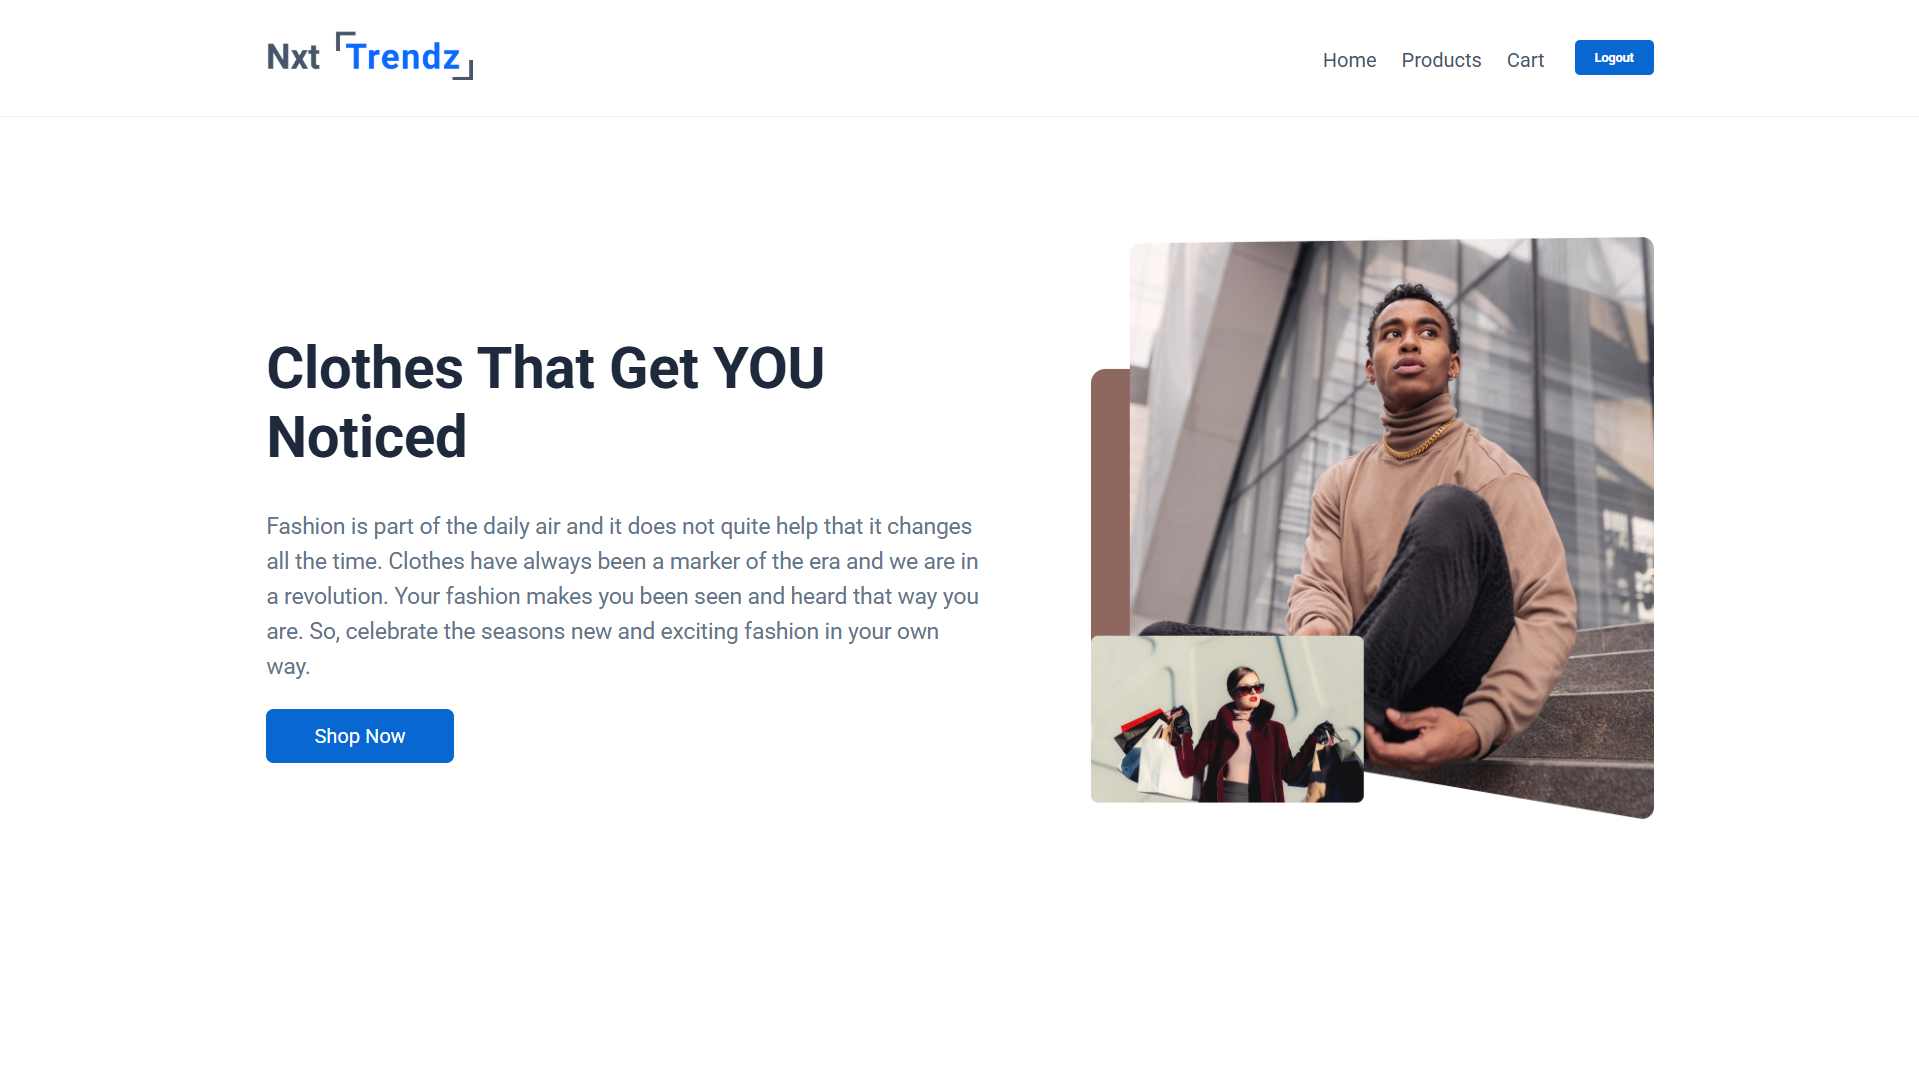 Nxt Trendz
Home Products Cart Logout
Clothes That Get YOU
Noticed
Fashion is part of the daily air and it does not quite help that it changes
all the time. Clothes have always been a marker of the era and we are in
a revolution. Your fashion makes you been seen and heard that way you
are. So, celebrate the seasons new and exciting fashion in your own
way.
Shop Now